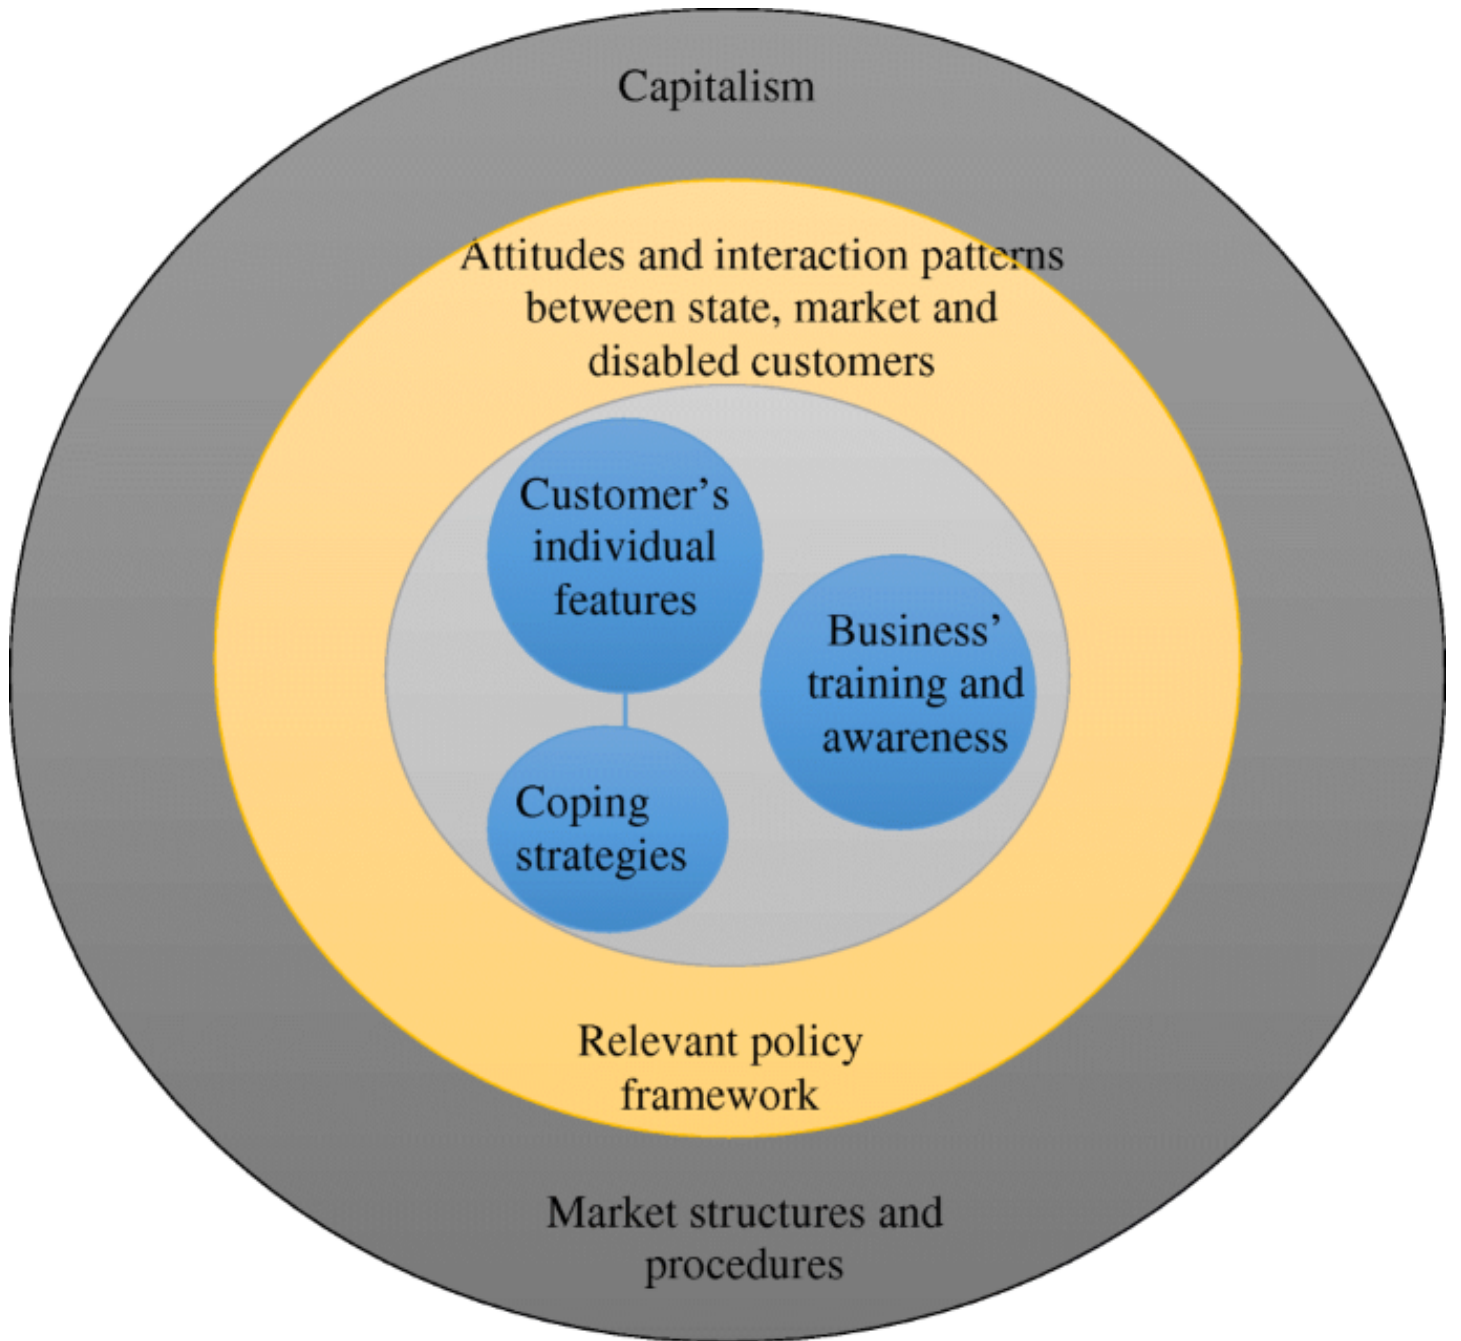 Capitalism
Attitudes and interaction patterns
between state, market and
disabled customers
Customer’s
individual
features
Business’
training and
awareness
Coping
strategies
Relevant policy
framework
Market structures and
procedures